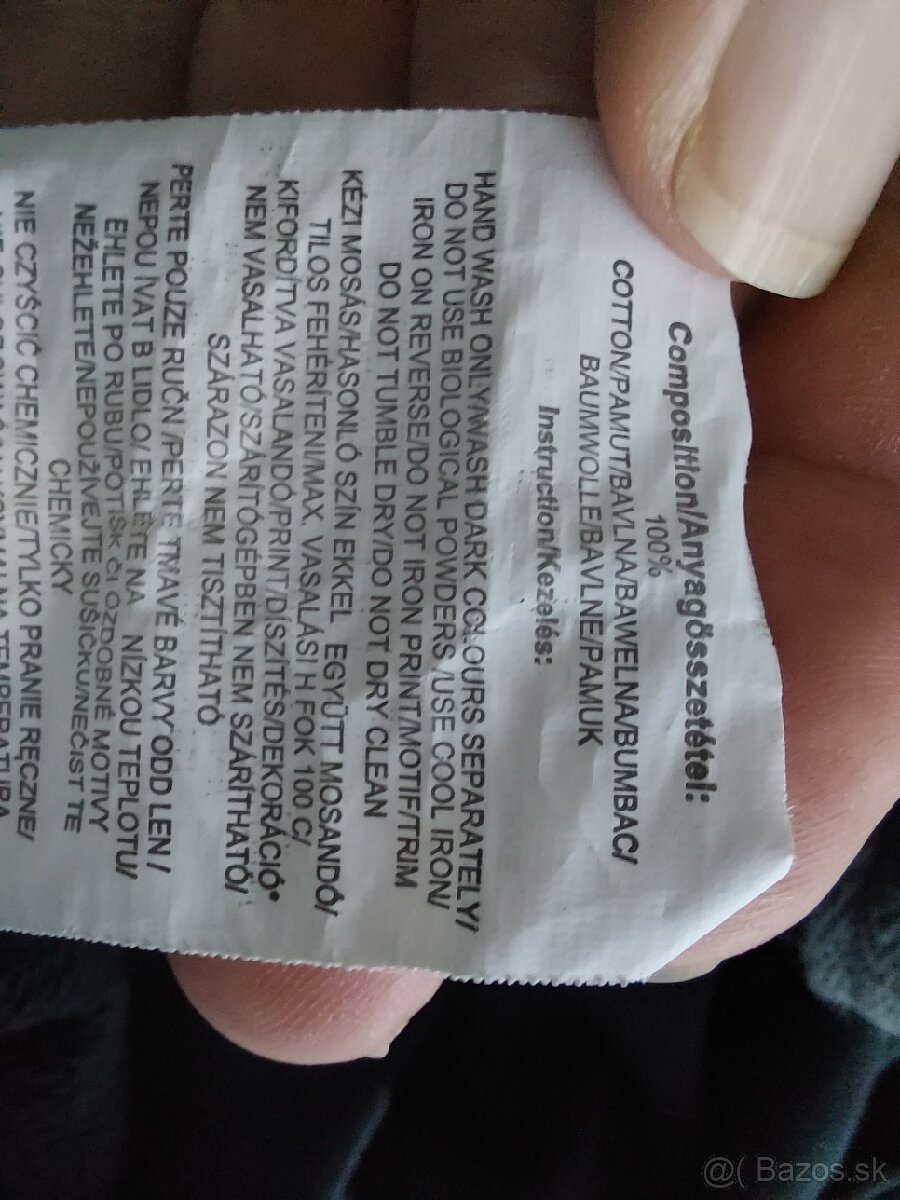 Composition/Anyagösszetétel:
100%
COTTON/PAMUT/BAVLNA/BAWELNA/BUMBAC/
BAUMWOLLE/BAVLNE/PAMUK
Instruction/Kezelés:
HAND WASH ONLY/WASH DARK COLOURS SEPARATELY/
DO NOT USE BIOLOGICAL POWDERS /USE COOL IRON/
IRON ON REVERSE/DO NOT IRON PRINT/MOTIF/TRIM
DO NOT TUMBLE DRY/DO NOT DRY CLEAN
KÉZI MOSÁS/HASONLÓ SZÍN EKKEL EGYÜTT MOSANDÓ/
TILOS FEHÉRÍTENI/MAX. VASALÁSI H FOK 100 C/
KIFORDÍTVA VASALANDÓ/PRINT/DÍSZÍTÉS/DEKORÁCIÓ*
NEM VASALHATÓ/SZÁRÍTÓGÉPBEN NEM SZÁRÍTHATÓ/
SZÁRAZON NEM TISZTÍTHATÓ
PERTE POUZE RUČN /PERTE TMAVÉ BARVY ODD LEN /
NEPOU ÍVAT B LIDLO/ EHLETE NA NÍZKOU TEPLOTU/
EHLETE PO RUBU/POTISK ČI OZDOBNÉ MOTIVY
NEŽEHLETE/NEPOUŽÍVEJTE SUŠIČKU/NEČIST TE
CHEMICKY
NIE CZYŚCIĆ CHEMICZNIE/TYLKO PRANIE RĘCZNE/
TEMPERATURA
@( Bazos.sk